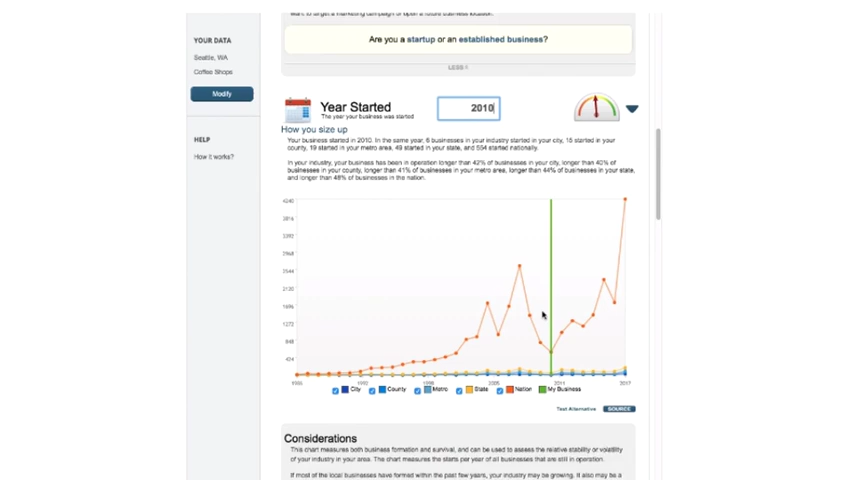 YOUR DATA
Seattle, WA
Coffee Shops
Modify
HELP
How it works?
want to target a marketing campaign or open a future business location.
Are you a startup or an established business?
LESS
Year Started
The year your business was started
2010
How you size up
Your business started in 2010. In the same year, 6 businesses in your industry started in your city, 15 started in your
county, 19 started in your metro area, 49 started in your state, and 554 started nationally.
In your industry, your business has been in operation longer than 42% of businesses in your city, longer than 40% of
businesses in your county, longer than 41% of businesses in your metro area, longer than 44% of businesses in your state,
and longer than 48% of businesses in the nation.
4240
3816
3392
2968
2544
2120
1696
1272
848
424
2017
City County Metro State Nation My Business
Text Alternative SOURCE
Considerations
This chart measures both business formation and survival, and can be used to assess the relative stability or volatility
of your industry in your area. The chart measures the starts per year of all businesses that are still in operation.
If most of the local businesses have formed within the past few years, your industry may be growing. It also may be a